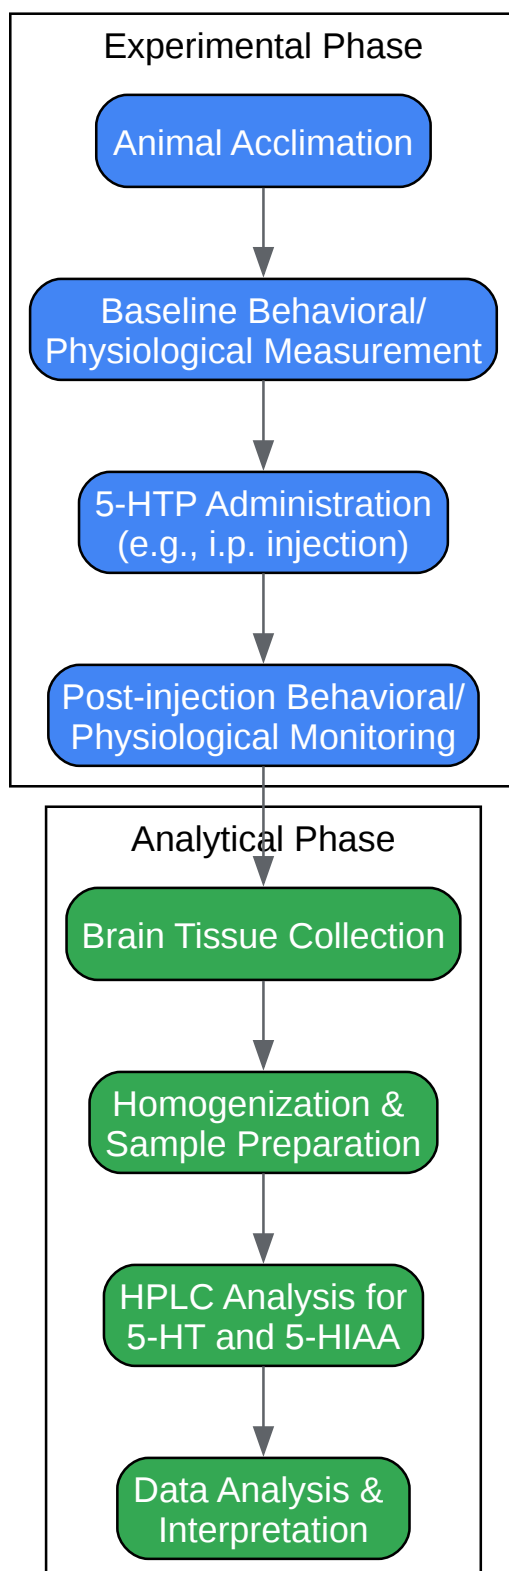 Experimental Phase
Animal Acclimation
Baseline Behavioral/
Physiological Measurement
5-HTP Administration
(e.g., i.p. injection)
Post-injection Behavioral/
Physiological Monitoring
Analytical Phase
Brain Tissue Collection
Homogenization &
Sample Preparation
HPLC Analysis for
5-HT and 5-HIAA
Data Analysis &
Interpretation